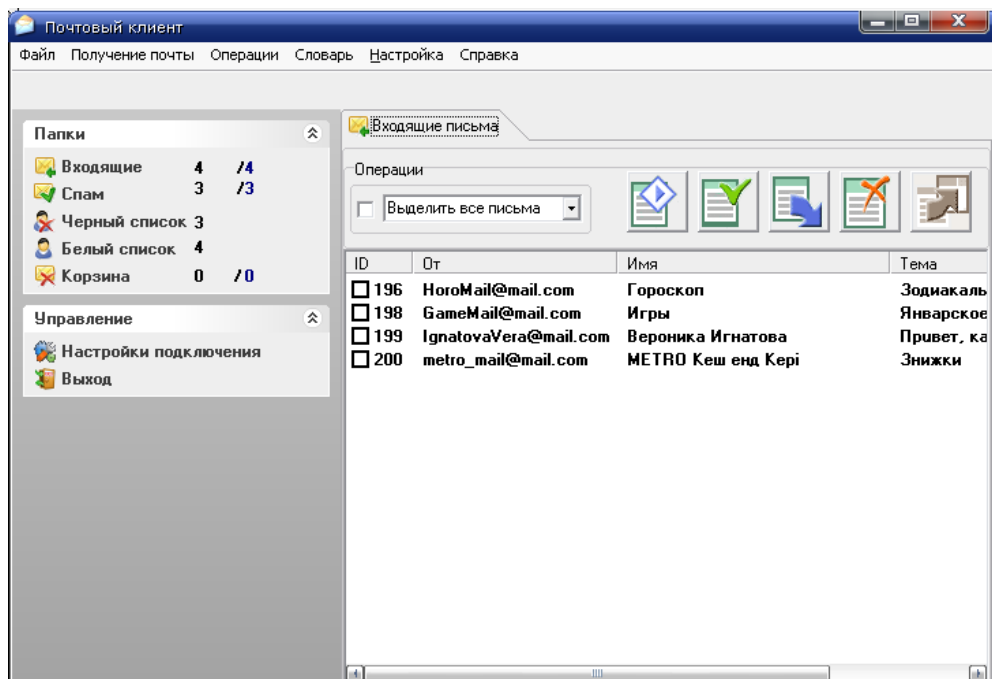 Почтовый клиент
Файл Получение почты Операции Словарь Настройка Справка
Папки
Входящие 4 /4
Спам 3 /3
Черный список 3
Белый список 4
Корзина 0 /0
Управление
Настройки подключения
Выход
Входящие письма
Операции
Выделить все письма
ID От Имя Тема
196 HoroMail@mail.com Гороскоп Зодиакаль
198 GameMail@mail.com Игры Январское
199 IgnatovaVera@mail.com Вероника Игнатова Привет, ка
200 metro_mail@mail.com METRO Кеш енд Кері Знижки